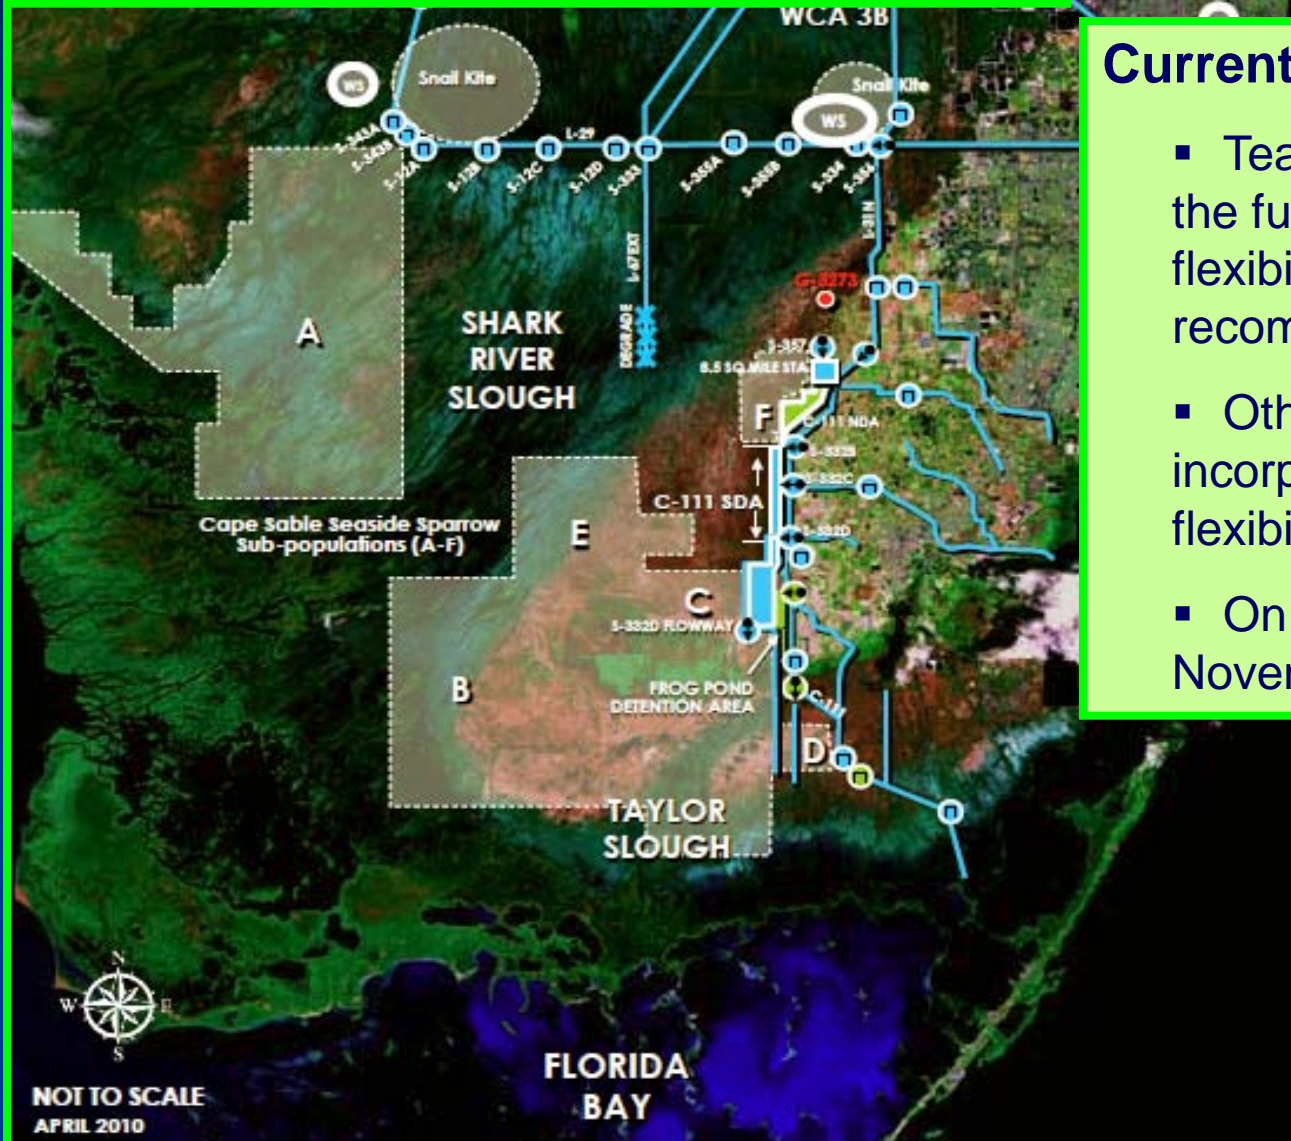 WCA 3B
WS
Snail Kite
Snail Kite
WS
S-343A
S-343B
S-12A
S-12B
S-12C
L-29
S-12D
S-333
S-355A
S-355B
S-334
L-31N
L-67 EXT
DEGRADE
G-3273
A
SHARK
RIVER
SLOUGH
S-357
8.5 SQ MILE STA
F
C-111 NDA
S-332B
S-332C
C-111 SDA
S-332D
Cape Sable Seaside Sparrow
Sub-populations (A-F)
E
C
S-332D FLOWWAY
B
FROG POND
DETENTION AREA
C-111
D
TAYLOR
SLOUGH
N
W
E
S
FLORIDA
BAY
NOT TO SCALE
APRIL 2010
Current
▪ Tea
the fu
flexibi
recom
▪ Oth
incorp
flexibi
▪ On
Nover